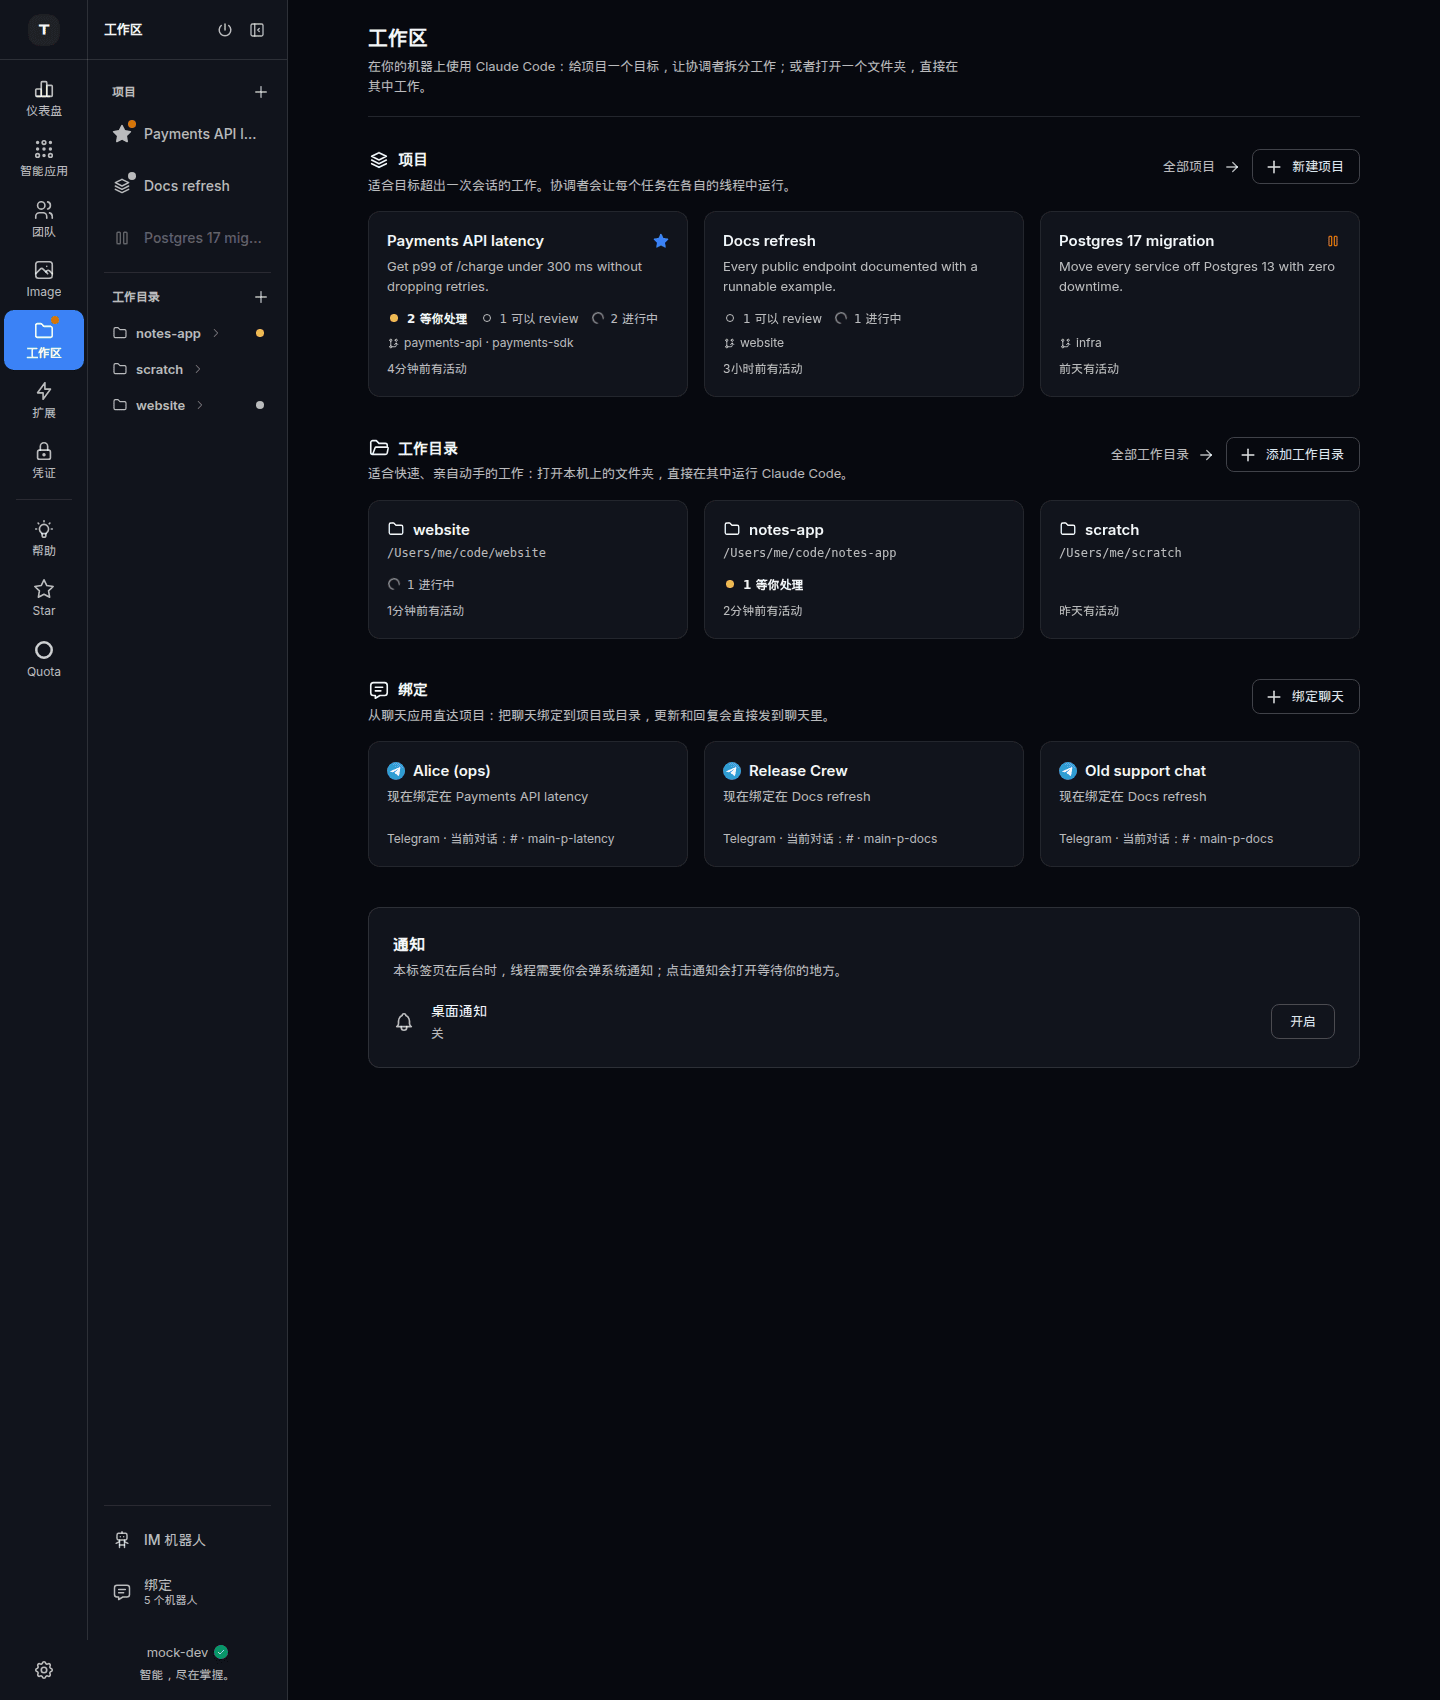 T
仪表盘
智能应用
团队
Image
工作区
扩展
凭证
帮助
Star
Quota
工作区
项目
Payments API l...
Docs refresh
Postgres 17 mig...
工作目录
notes-app
scratch
website
IM 机器人
绑定
5 个机器人
mock-dev
智能，尽在掌握。
工作区
在你的机器上使用 Claude Code：给项目一个目标，让协调者拆分工作；或者打开一个文件夹，直接在
其中工作。
项目
适合目标超出一次会话的工作。协调者会让每个任务在各自的线程中运行。
全部项目
新建项目
Payments API latency
Get p99 of /charge under 300 ms without
dropping retries.
2 等你处理 1 可以 review 2 进行中
payments-api · payments-sdk
4分钟前有活动
Docs refresh
Every public endpoint documented with a
runnable example.
1 可以 review 1 进行中
website
3小时前有活动
Postgres 17 migration
Move every service off Postgres 13 with zero
downtime.
infra
前天有活动
工作目录
适合快速、亲自动手的工作：打开本机上的文件夹，直接在其中运行 Claude Code。
全部工作目录
添加工作目录
website
/Users/me/code/website
1 进行中
1分钟前有活动
notes-app
/Users/me/code/notes-app
1 等你处理
2分钟前有活动
scratch
/Users/me/scratch
昨天有活动
绑定
从聊天应用直达项目：把聊天绑定到项目或目录，更新和回复会直接发到聊天里。
绑定聊天
Alice (ops)
现在绑定在 Payments API latency
Telegram · 当前对话：# · main-p-latency
Release Crew
现在绑定在 Docs refresh
Telegram · 当前对话：# · main-p-docs
Old support chat
现在绑定在 Docs refresh
Telegram · 当前对话：# · main-p-docs
通知
本标签页在后台时，线程需要你会弹系统通知；点击通知会打开等待你的地方。
桌面通知
关
开启